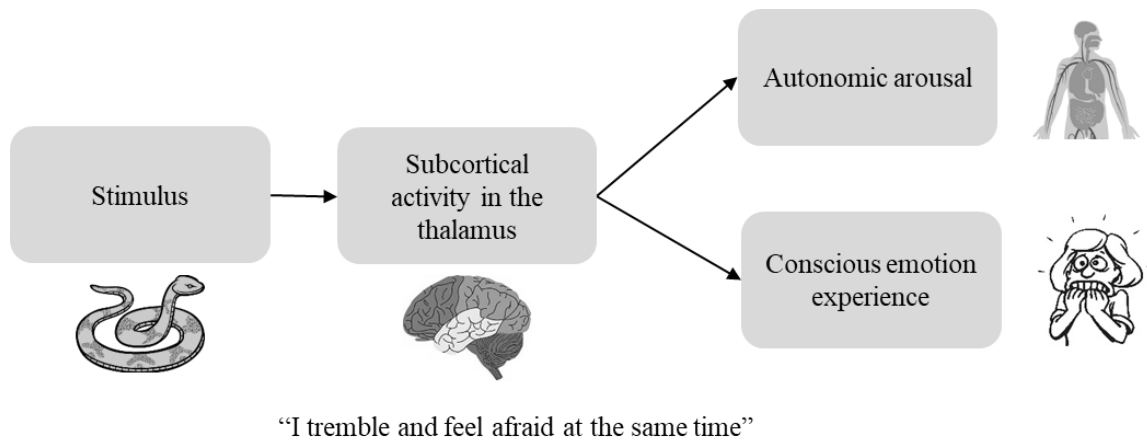 Stimulus
Subcortical
activity in the
thalamus
Autonomic arousal
Conscious emotion
experience
“I tremble and feel afraid at the same time”